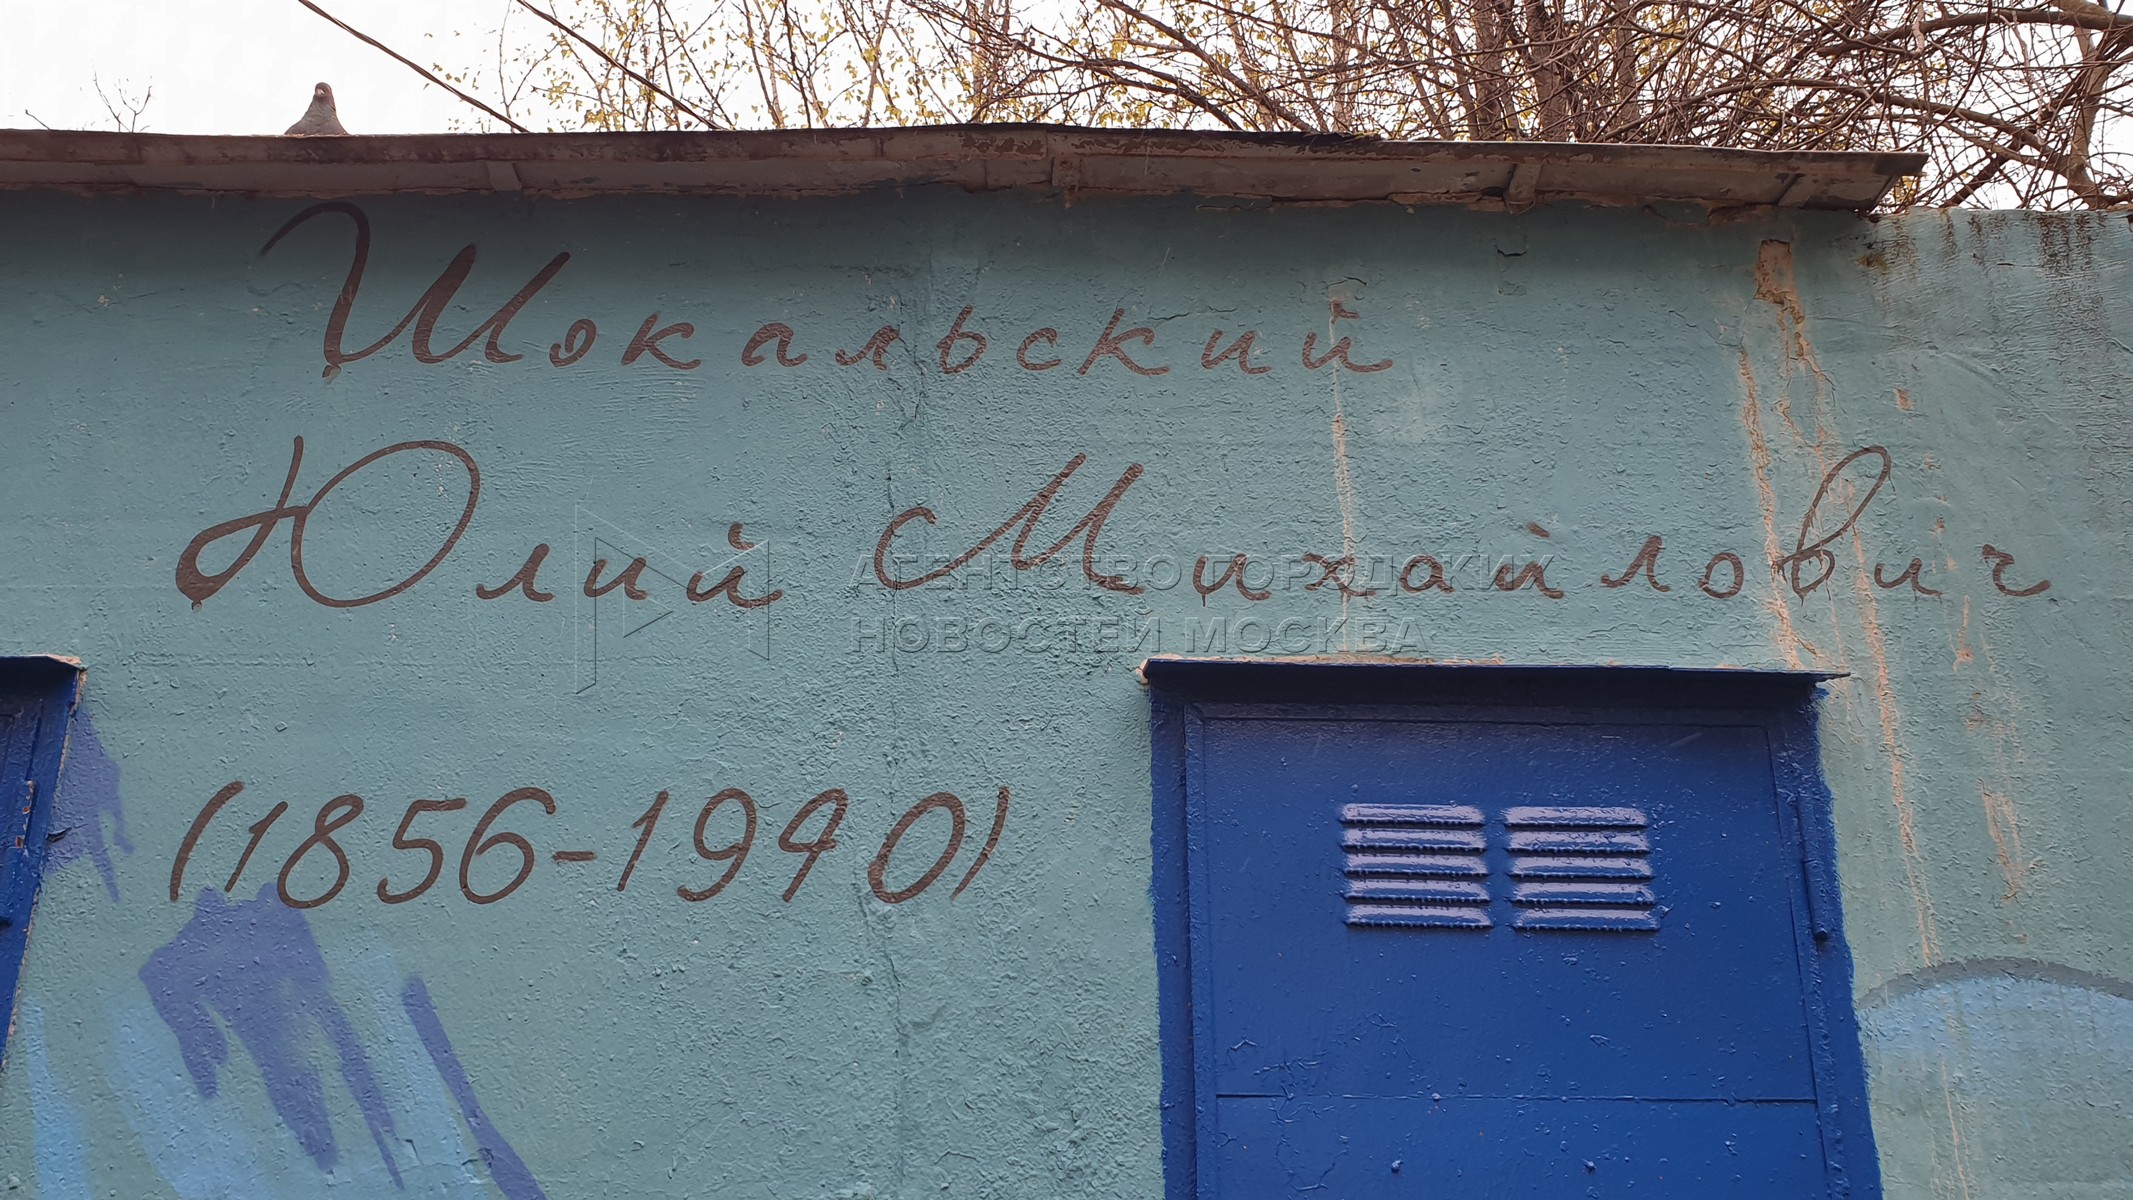 Шокальский
Юлий Михайлович
АГЕНТСТВО ГОРОДСКИХ
НОВОСТЕЙ МОСКВА
(1856-1940)